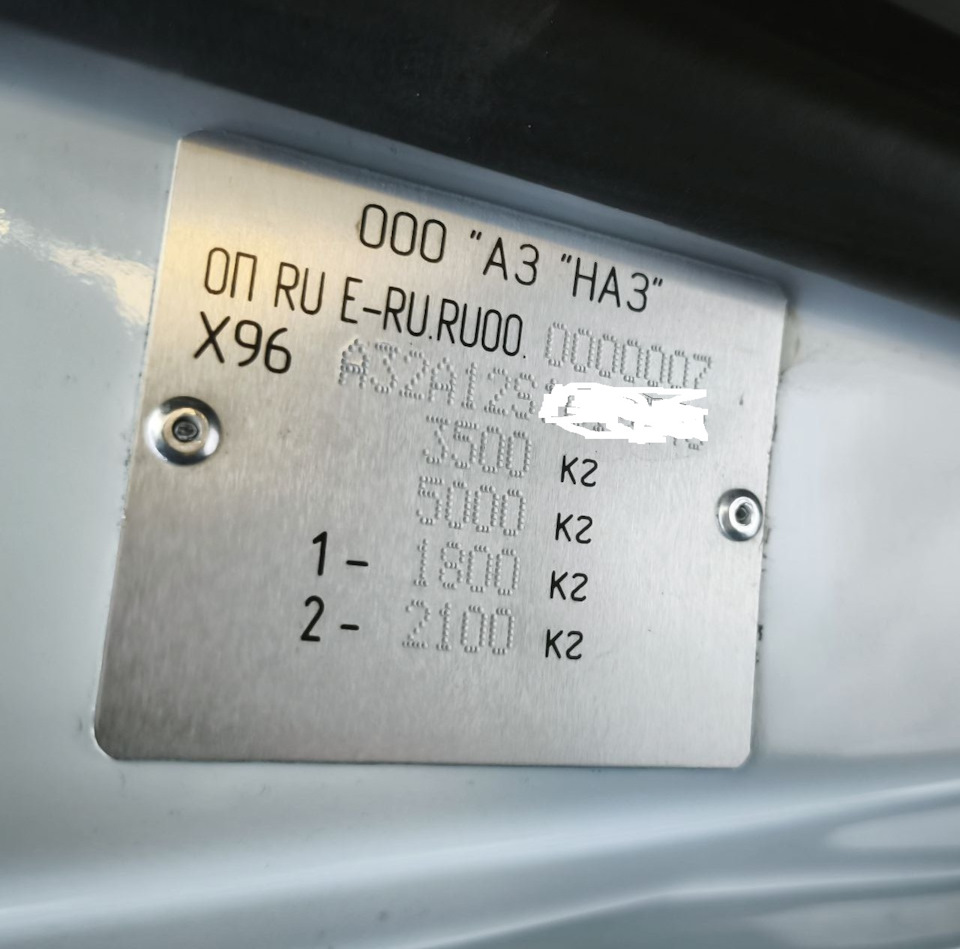 ООО "АЗ "НАЗ"
ОП RU E-RU.RU00. 0000007
X96 A32A12S
3500 кг
5000 кг
1 - 1800 кг
2 - 2100 кг